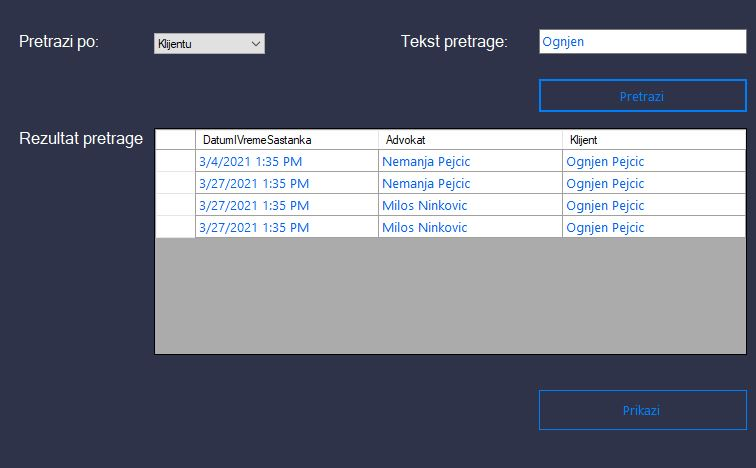 Pretrazi po: Klijentu Tekst pretrage: Ognjen
Pretrazi
Rezultat pretrage
DatumIVremeSastanka Advokat Klijent
3/4/2021 1:35 PM Nemanja Pejcic Ognjen Pejcic
3/27/2021 1:35 PM Nemanja Pejcic Ognjen Pejcic
3/27/2021 1:35 PM Milos Ninkovic Ognjen Pejcic
3/27/2021 1:35 PM Milos Ninkovic Ognjen Pejcic
Prikazi